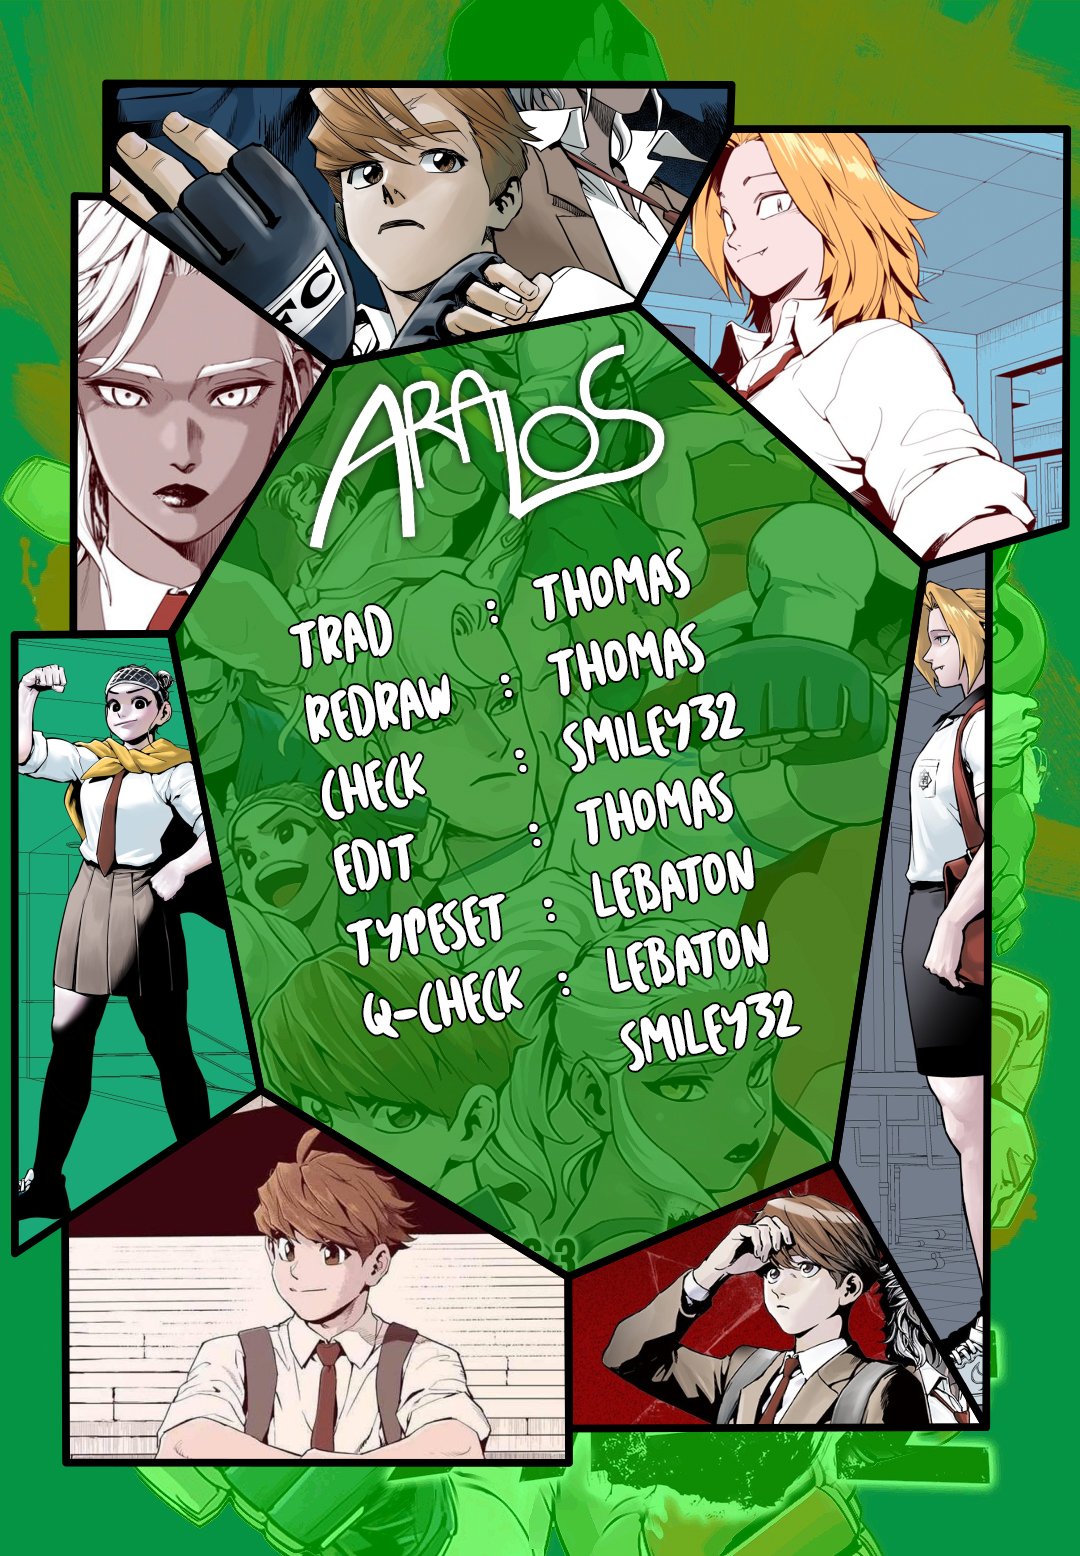 ARALOS
TRAD : THOMAS
REDRAW : THOMAS
CHECK : SMILEY32
EDIT : THOMAS
TYPESET : LEBATON
Q-CHECK : LEBATON
SMILEY32